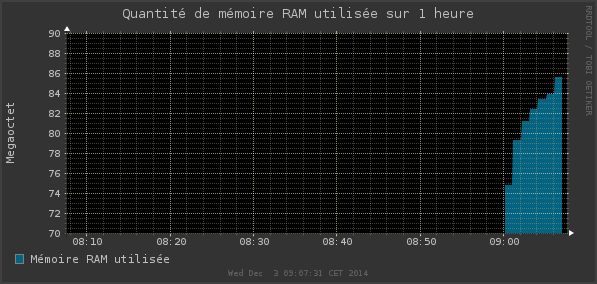 Quantité de mémoire RAM utilisée sur 1 heure
RRDTOOL / TOBI OETIKER
Megaoctet
90
88
86
84
82
80
78
76
74
72
70
08:10 08:20 08:30 08:40 08:50 09:00
Mémoire RAM utilisée
Wed Dec 3 09:07:31 CET 2014